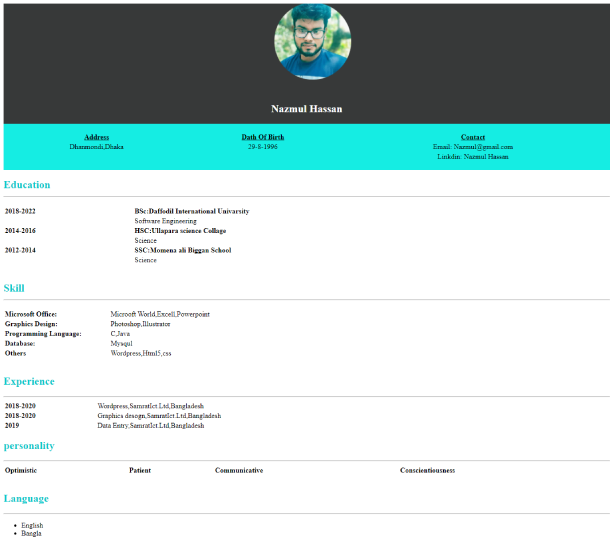 Nazmul Hassan
Address Dath Of Birth Contact
Dhanmondi,Dhaka 29-8-1996 Email: Nazmul@gmail.com
Linkdin: Nazmul Hassan
Education
2018-2022 BSc:Daffodil International Univarsity
Software Engineering
2014-2016 HSC:Ullapara science Collage
Science
2012-2014 SSC:Momena ali Biggan School
Science
Skill
Microsoft Office: Microoft World,Excell,Powerpoint
Graphics Design: Photoshop,Illustrator
Programming Language: C,Java
Database: Mysqul
Others Wordpress,Html5,css
Experience
2018-2020 Wordpress,SamratIct.Ltd,Bangladesh
2018-2020 Graphics desogn,SamratIct.Ltd,Bangladesh
2019 Data Entry,SamratIct.Ltd,Bangladesh
personality
Optimistic Patient Communicative Conscientiousness
Language
English
Bangla